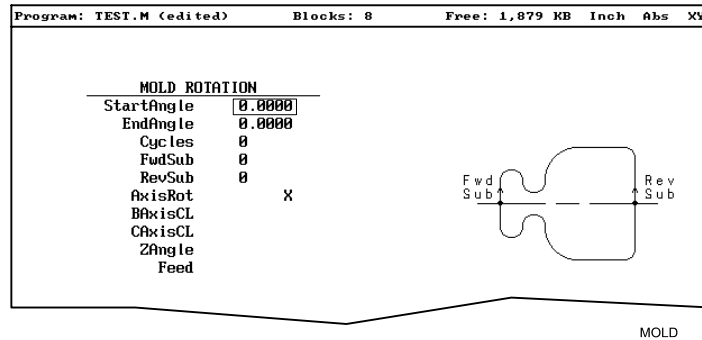 Program: TEST.M (edited) Blocks: 8 Free: 1,879 KB Inch Abs XY
MOLD ROTATION
StartAngle 0.0000
EndAngle 0.0000
Cycles 0
FwdSub 0
RevSub 0
AxisRot X
BAxisCL
CAxisCL
ZAngle
Feed
Fwd Sub
Rev Sub
MOLD